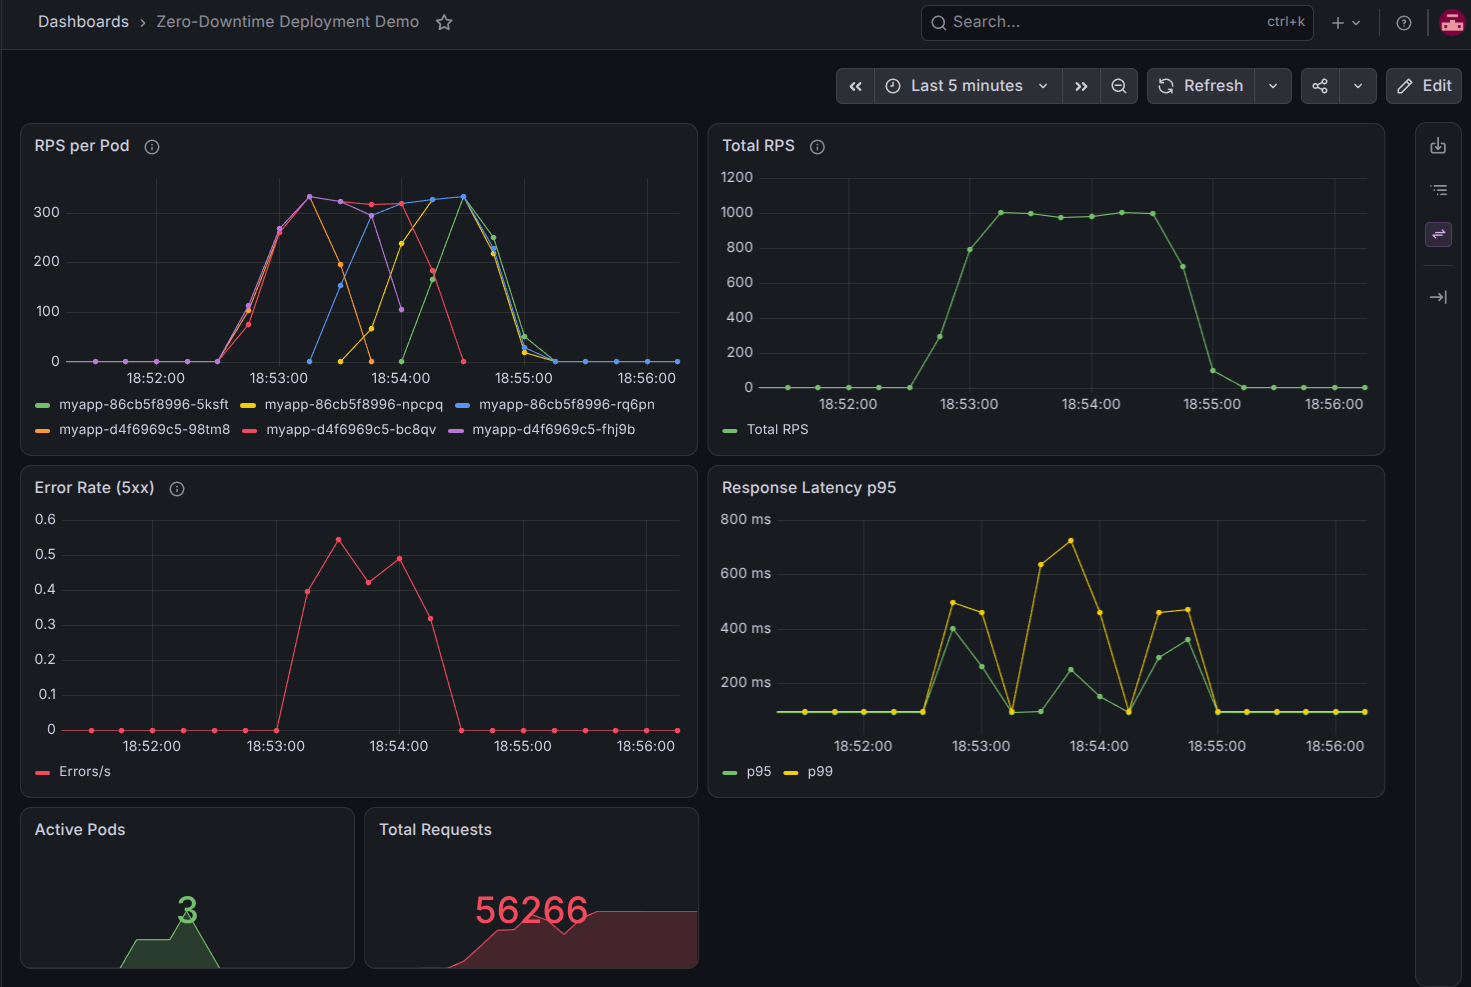 Dashboards › Zero-Downtime Deployment Demo
Search... ctrl+k
Last 5 minutes Refresh Edit
RPS per Pod
300
200
100
0
18:52:00 18:53:00 18:54:00 18:55:00 18:56:00
myapp-86cb5f8996-5ksft myapp-86cb5f8996-npcpq myapp-86cb5f8996-rq6pn
myapp-d4f6969c5-98tm8 myapp-d4f6969c5-bc8qv myapp-d4f6969c5-fhj9b
Total RPS
1200
1000
800
600
400
200
0
18:52:00 18:53:00 18:54:00 18:55:00 18:56:00
Total RPS
Error Rate (5xx)
0.6
0.5
0.4
0.3
0.2
0.1
0
18:52:00 18:53:00 18:54:00 18:55:00 18:56:00
Errors/s
Response Latency p95
800 ms
600 ms
400 ms
200 ms
18:52:00 18:53:00 18:54:00 18:55:00 18:56:00
p95 p99
Active Pods
3
Total Requests
56266